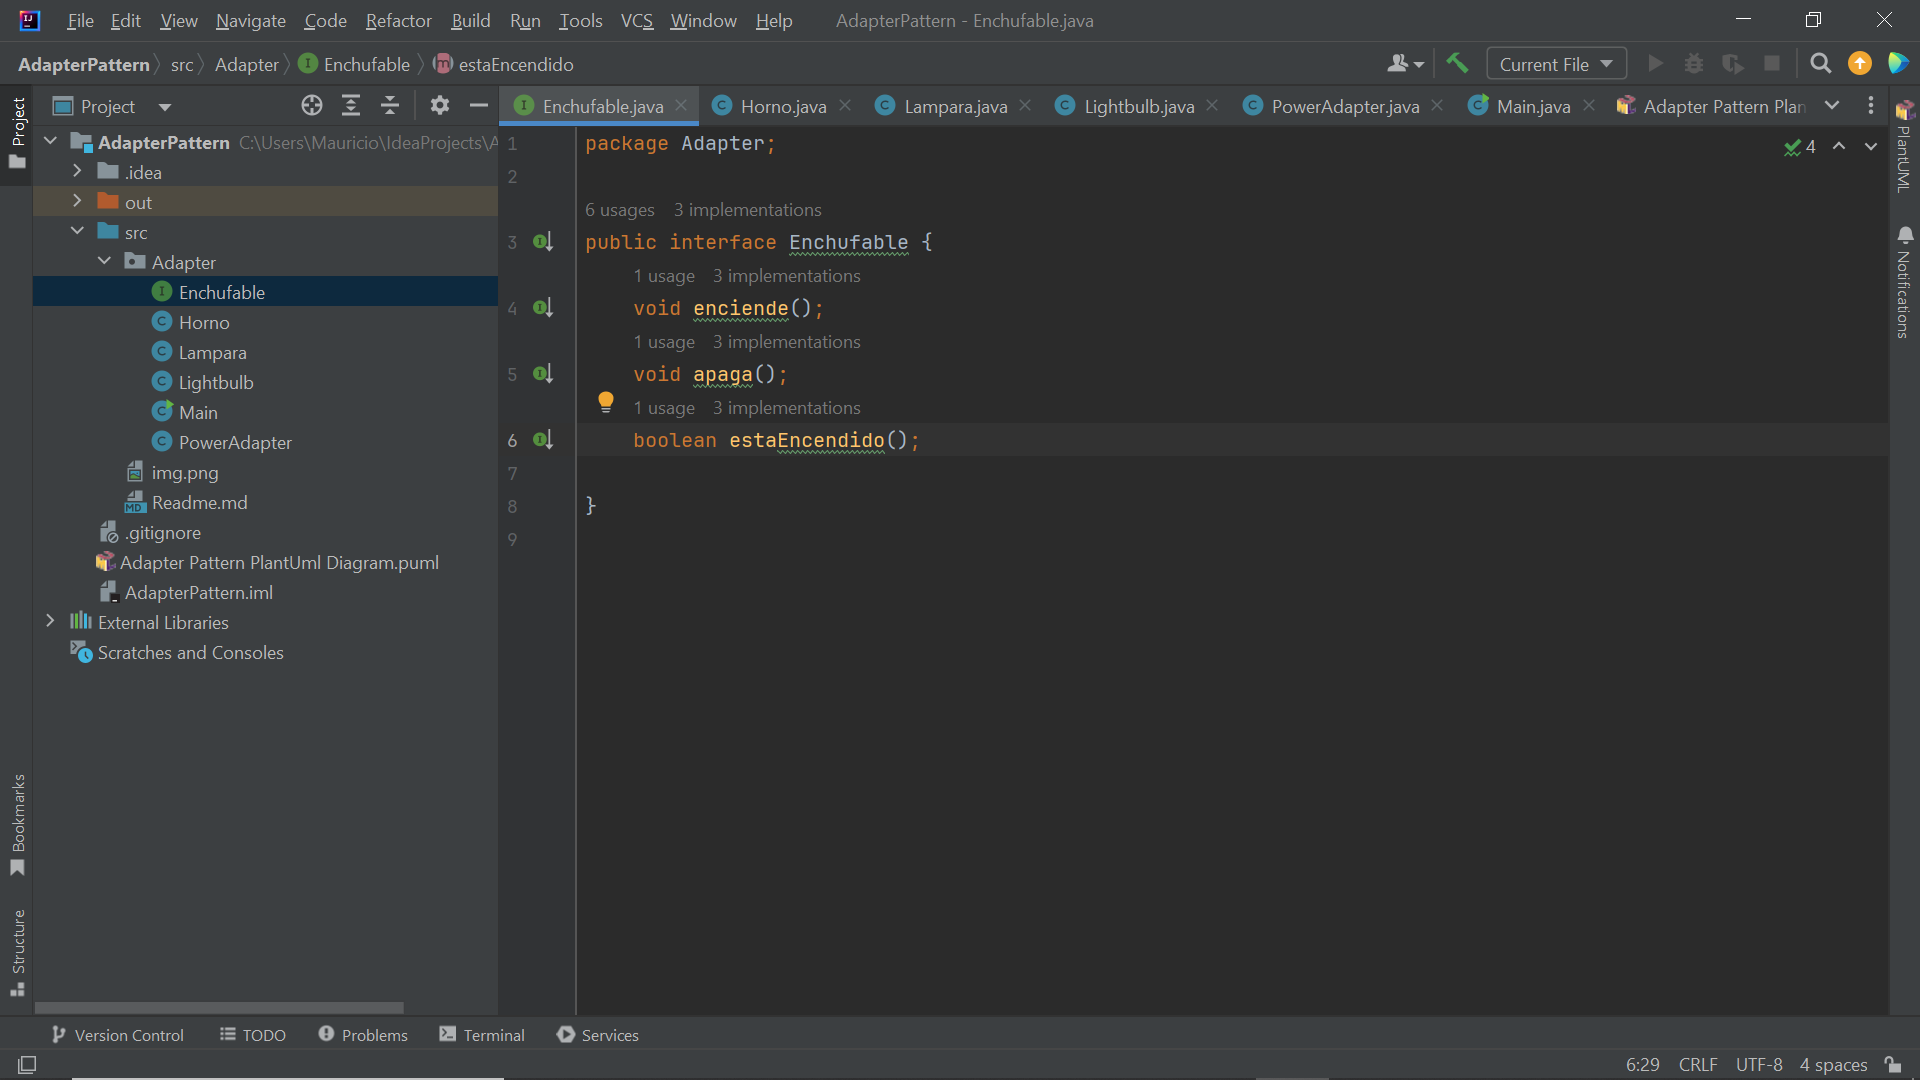 File Edit View Navigate Code Refactor Build Run Tools VCS Window Help AdapterPattern - Enchufable.java
AdapterPattern src Adapter Enchufable estaEncendido Current File
Project
Enchufable.java Horno.java Lampara.java Lightbulb.java PowerAdapter.java Main.java Adapter Pattern Plan
Project
AdapterPattern C:\Users\Mauricio\IdeaProjects\A
.idea
out
src
Adapter
Enchufable
Horno
Lampara
Lightbulb
Main
PowerAdapter
img.png
Readme.md
.gitignore
Adapter Pattern PlantUml Diagram.puml
AdapterPattern.iml
External Libraries
Scratches and Consoles
1 package Adapter;
2
6 usages 3 implementations
3 public interface Enchufable {
1 usage 3 implementations
4 void enciende();
1 usage 3 implementations
5 void apaga();
1 usage 3 implementations
6 boolean estaEncendido();
7
8 }
9
4
PlantUML
Notifications
Bookmarks
Structure
Version Control TODO Problems Terminal Services
6:29 CRLF UTF-8 4 spaces